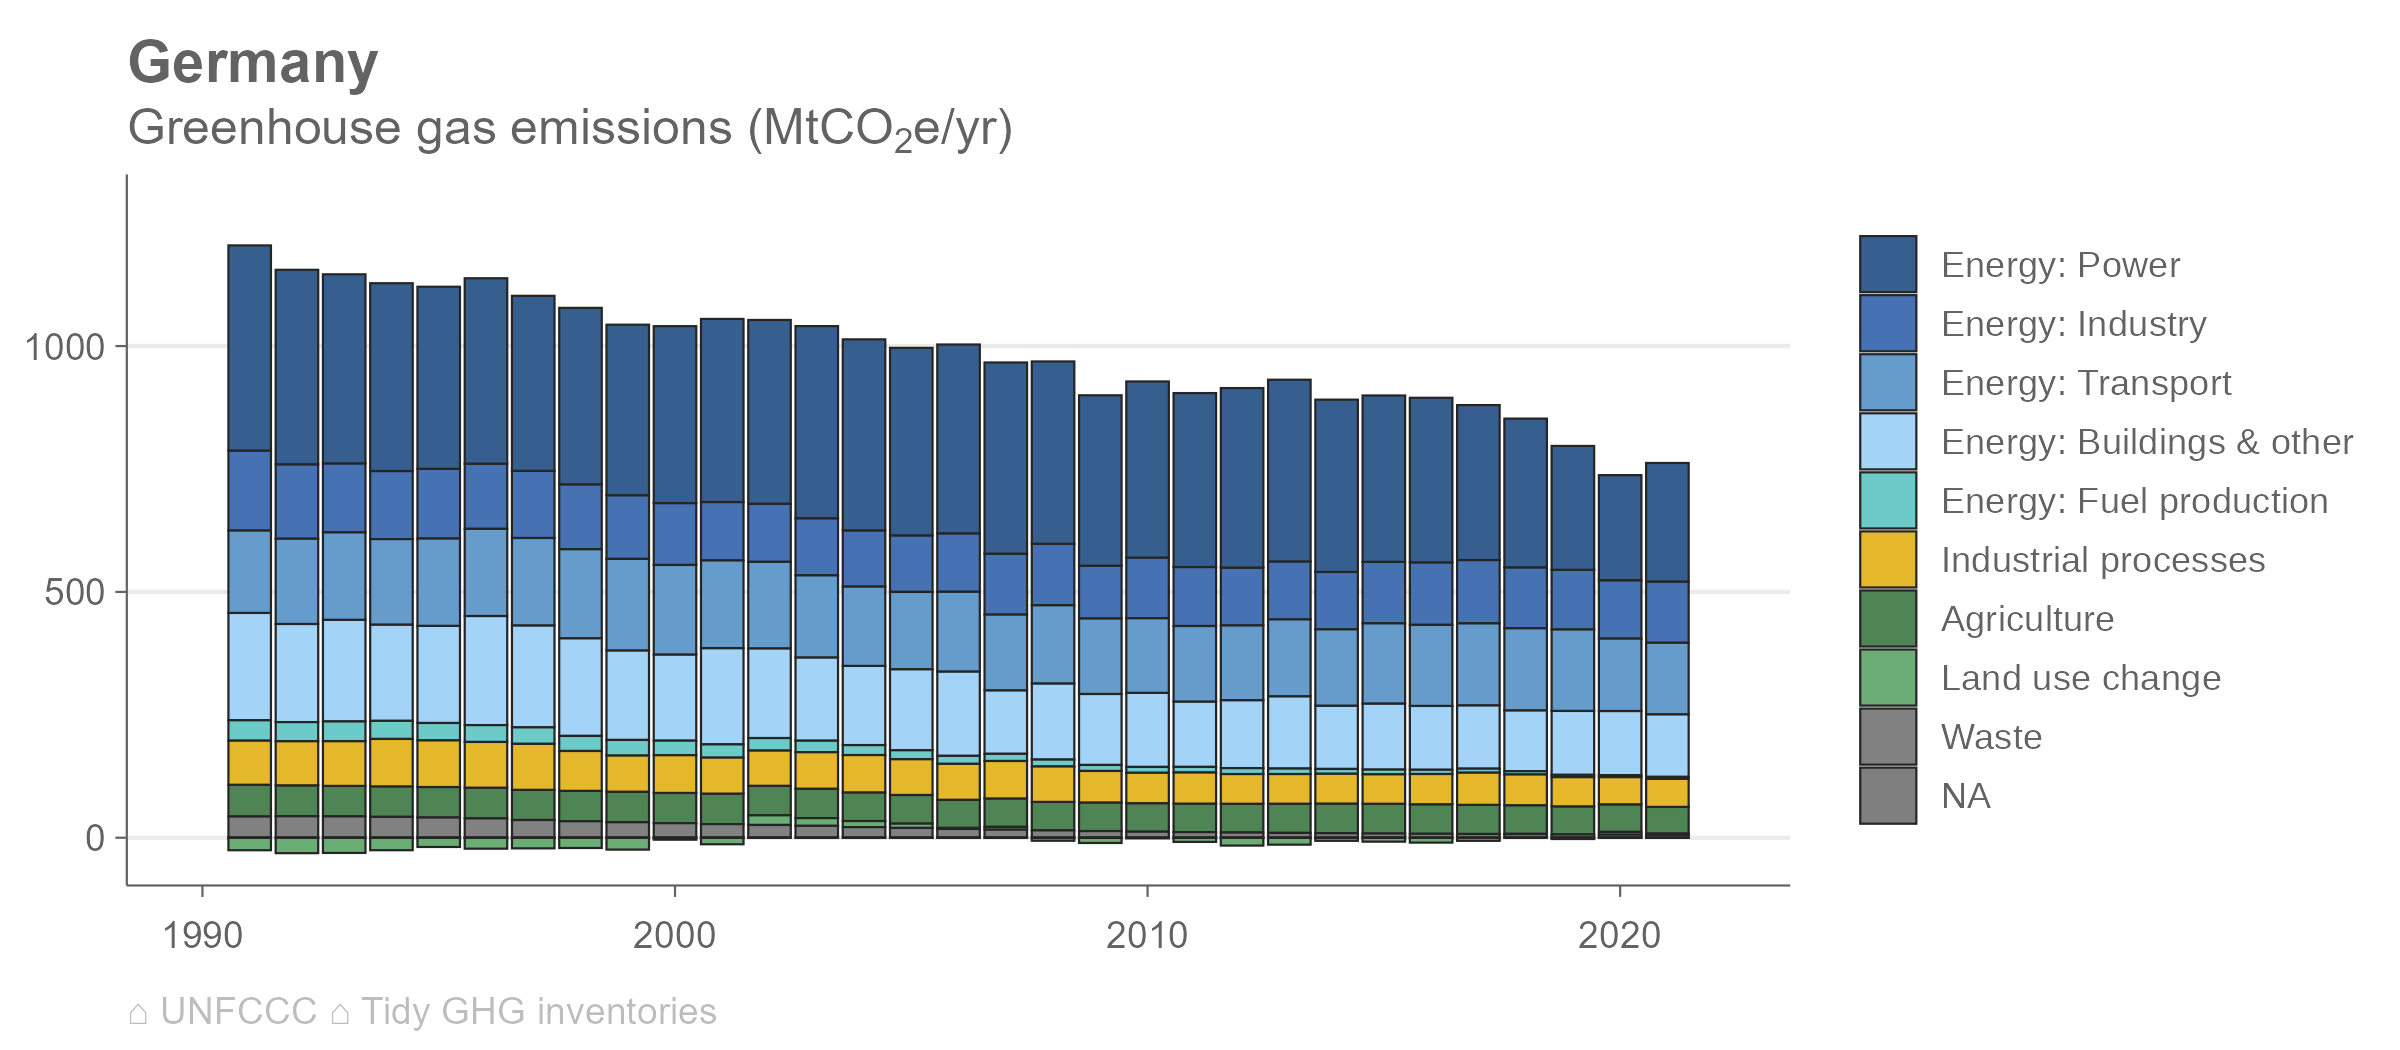 Germany
Greenhouse gas emissions (MtCO₂e/yr)
1000
500
0
1990 2000 2010 2020
Energy: Power
Energy: Industry
Energy: Transport
Energy: Buildings & other
Energy: Fuel production
Industrial processes
Agriculture
Land use change
Waste
NA
⌂ UNFCCC ⌂ Tidy GHG inventories